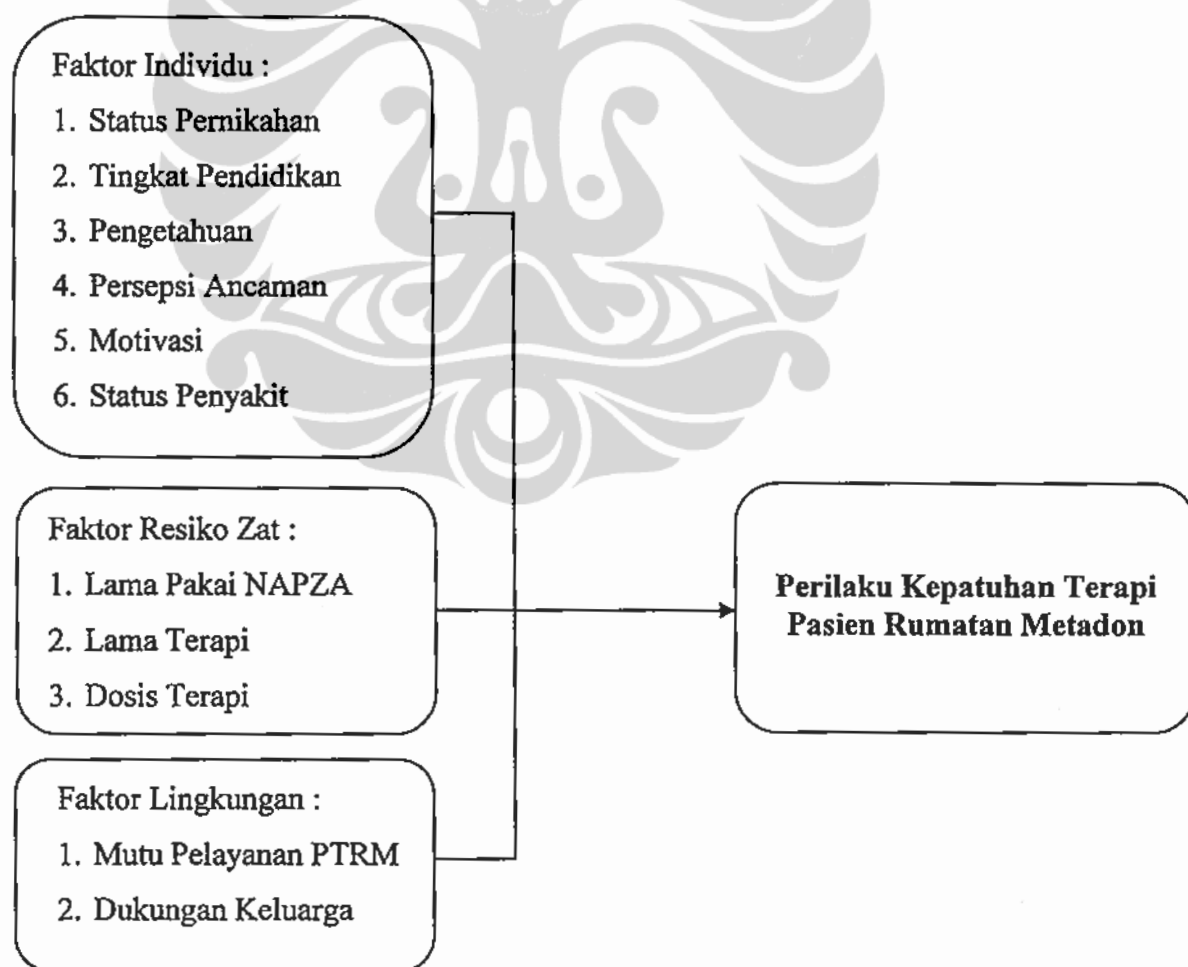 Faktor Individu :
1. Status Pernikahan
2. Tingkat Pendidikan
3. Pengetahuan
4. Persepsi Ancaman
5. Motivasi
6. Status Penyakit
Faktor Resiko Zat :
1. Lama Pakai NAPZA
2. Lama Terapi
3. Dosis Terapi
Perilaku Kepatuhan Terapi
Pasien Rumatan Metadon
Faktor Lingkungan :
1. Mutu Pelayanan PTRM
2. Dukungan Keluarga